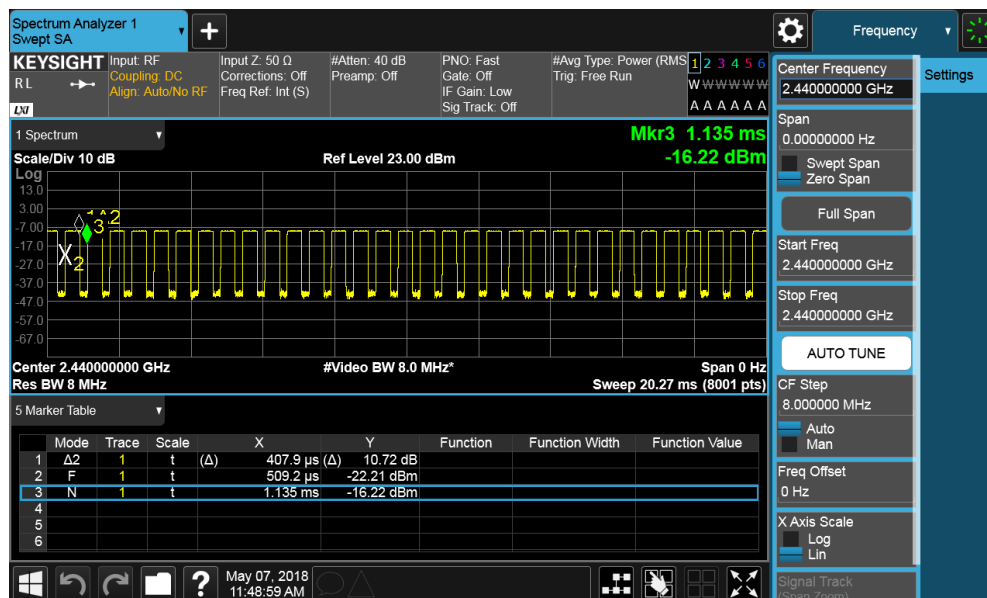 Spectrum Analyzer 1
Swept SA
Frequency
KEYSIGHT
RL
LXI
Input: RF
Coupling: DC
Align: Auto/No RF
Input Z: 50 Ω
Corrections: Off
Freq Ref: Int (S)
#Atten: 40 dB
Preamp: Off
PNO: Fast
Gate: Off
IF Gain: Low
Sig Track: Off
#Avg Type: Power (RMS
Trig: Free Run
1 2 3 4 5 6
W W W W W W
A A A A A A
1 Spectrum
Mkr3 1.135 ms
Scale/Div 10 dB
Ref Level 23.00 dBm
-16.22 dBm
Log
13.0
3.00
-7.00
-17.0
-27.0
-37.0
-47.0
-57.0
-67.0
1Δ2
3
X
2
Center 2.440000000 GHz
#Video BW 8.0 MHz*
Span 0 Hz
Res BW 8 MHz
Sweep 20.27 ms (8001 pts)
5 Marker Table
Mode Trace Scale X Y Function Function Width Function Value
1 Δ2 1 t (Δ) 407.9 µs (Δ) 10.72 dB
2 F 1 t 509.2 µs -22.21 dBm
3 N 1 t 1.135 ms -16.22 dBm
4
5
6
?
May 07, 2018
11:48:59 AM
Center Frequency
2.440000000 GHz
Span
0.00000000 Hz
Swept Span
Zero Span
Full Span
Start Freq
2.440000000 GHz
Stop Freq
2.440000000 GHz
AUTO TUNE
CF Step
8.000000 MHz
Auto
Man
Freq Offset
0 Hz
X Axis Scale
Log
Lin
Signal Track
(Span Zoom)
Settings